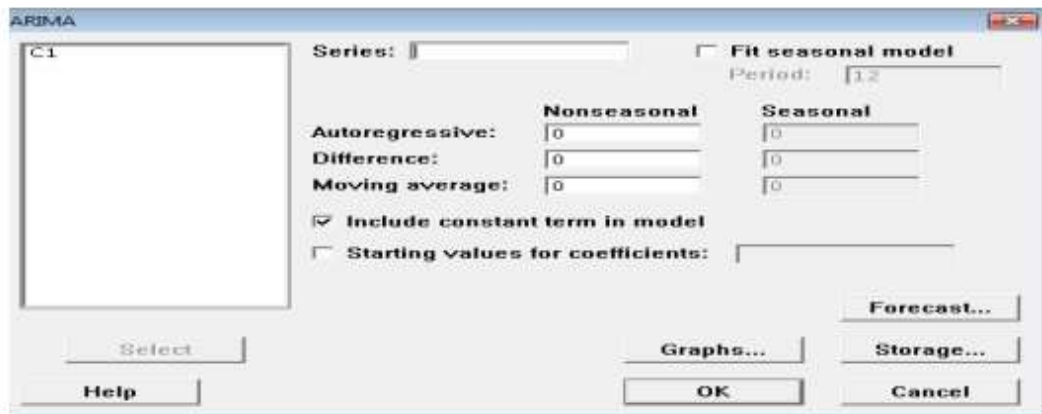 ARIMA
C1
Series:
Fit seasonal model
Period: 12
Nonseasonal Seasonal
Autoregressive: 0 0
Difference: 0 0
Moving average: 0 0
Include constant term in model
Starting values for coefficients:
Forecast...
Select Graphs... Storage...
Help OK Cancel